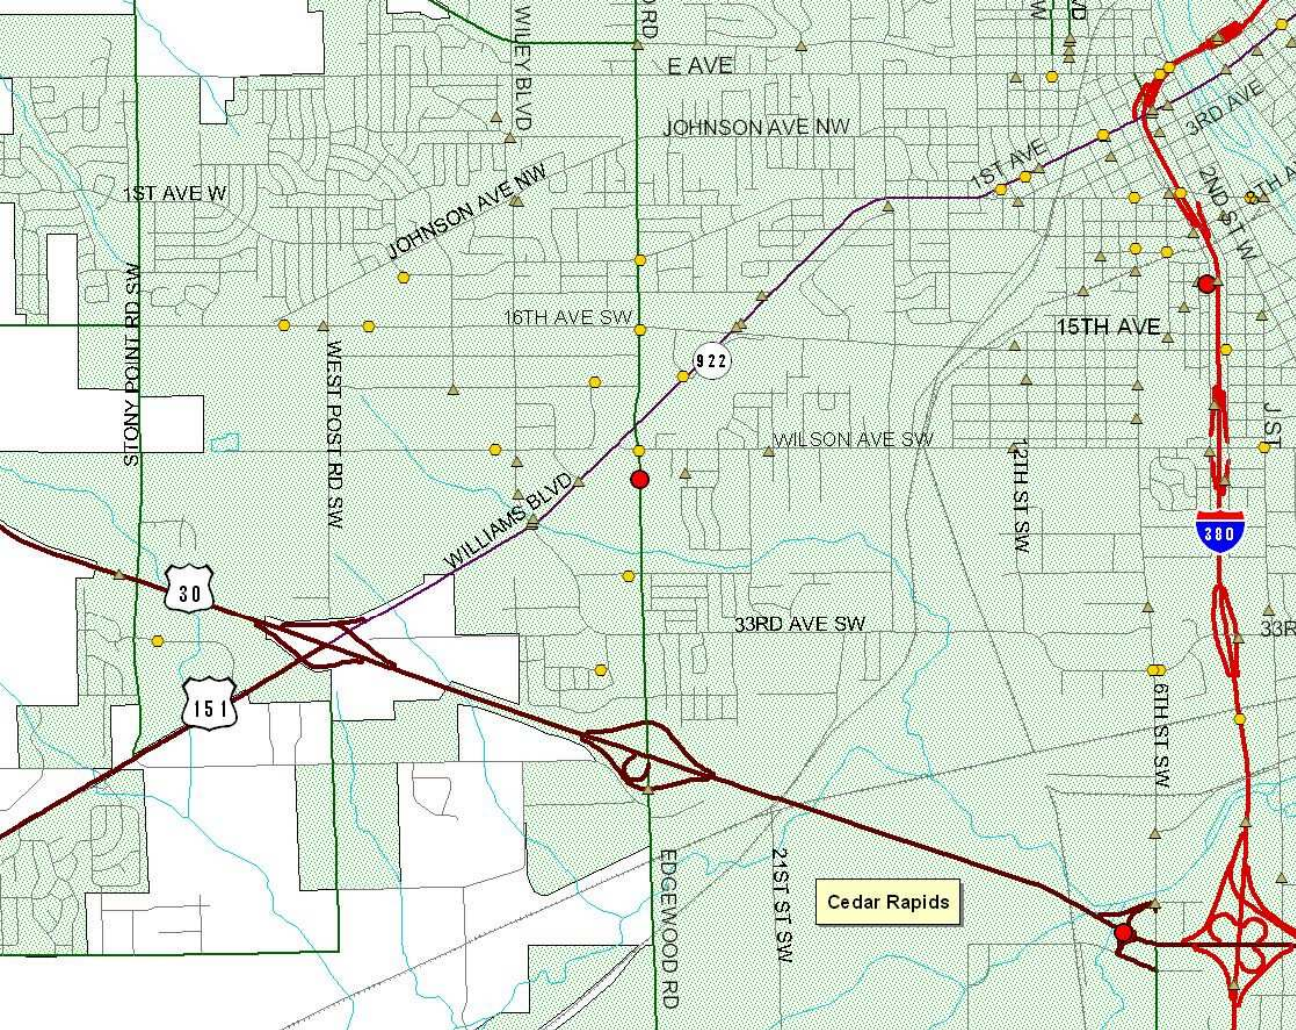 WILEY BLVD
E AVE
JOHNSON AVE NW
3RD AVE
1ST AVE
1ST AVE W
JOHNSON AVE NW
2ND ST W
STONY POINT RD SW
16TH AVE SW
15TH AVE
WEST POST RD SW
922
WILSON AVE SW
J ST
12TH ST SW
WILLIAMS BLVD
380
30
33RD AVE SW
33R
151
6TH ST SW
EDGEWOOD RD
21ST ST SW
Cedar Rapids